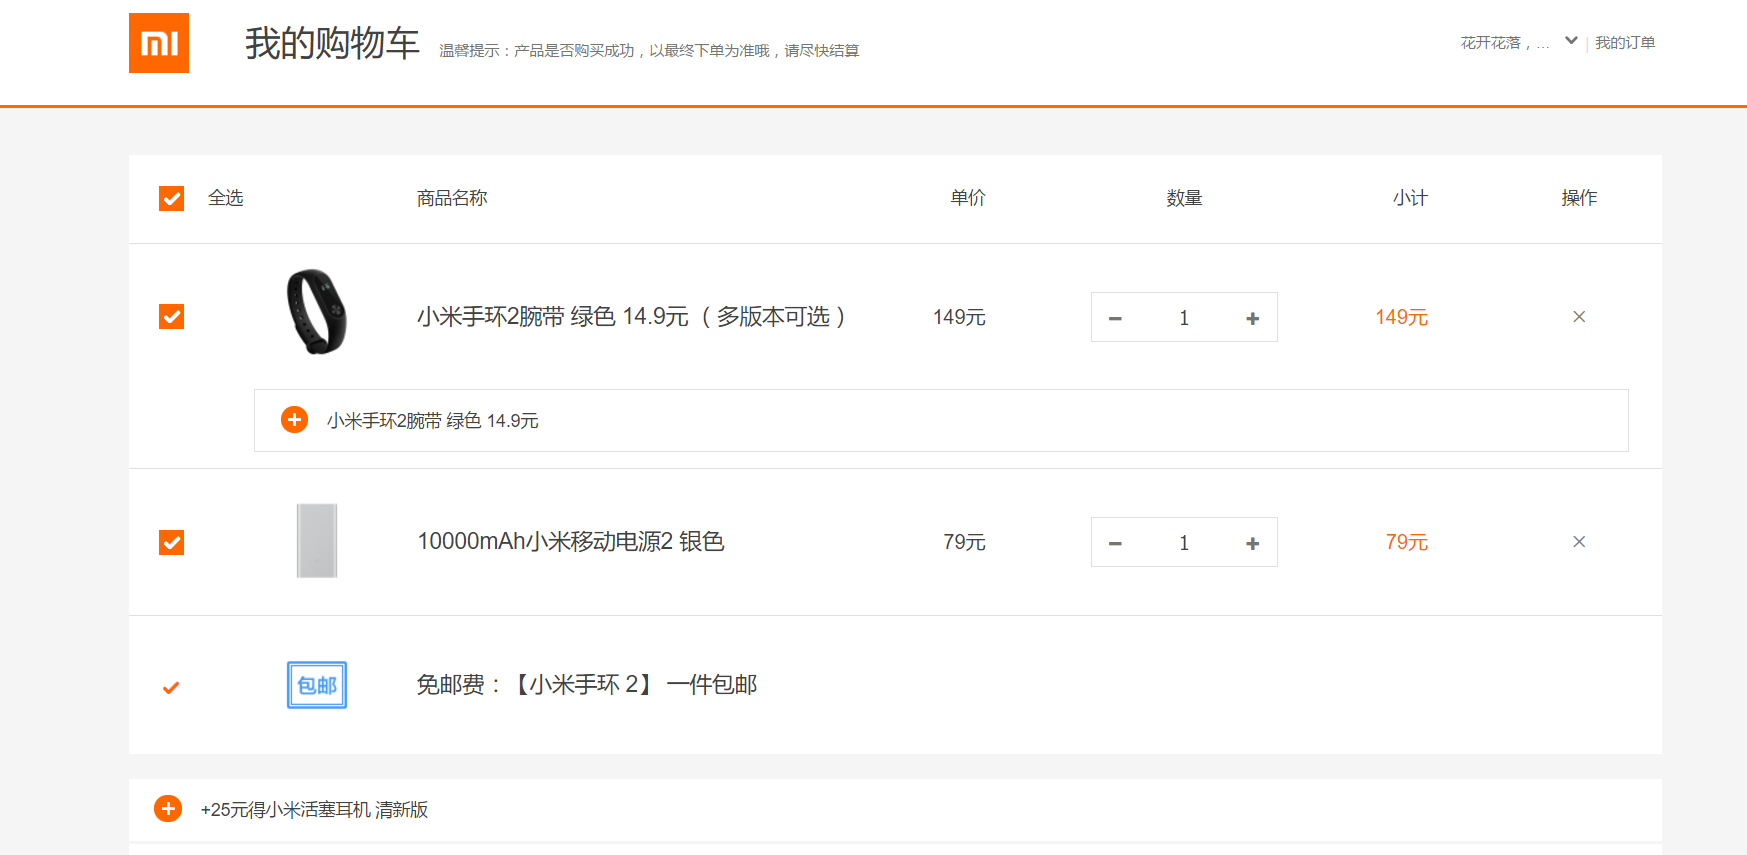 我的购物车 温馨提示：产品是否购买成功，以最终下单为准哦，请尽快结算 花开花落，... 我的订单
全选 商品名称 单价 数量 小计 操作
小米手环2腕带 绿色 14.9元 （多版本可选） 149元 − 1 + 149元 ×
+ 小米手环2腕带 绿色 14.9元
10000mAh小米移动电源2 银色 79元 − 1 + 79元 ×
包邮 免邮费：【小米手环 2】 一件包邮
+ +25元得小米活塞耳机 清新版